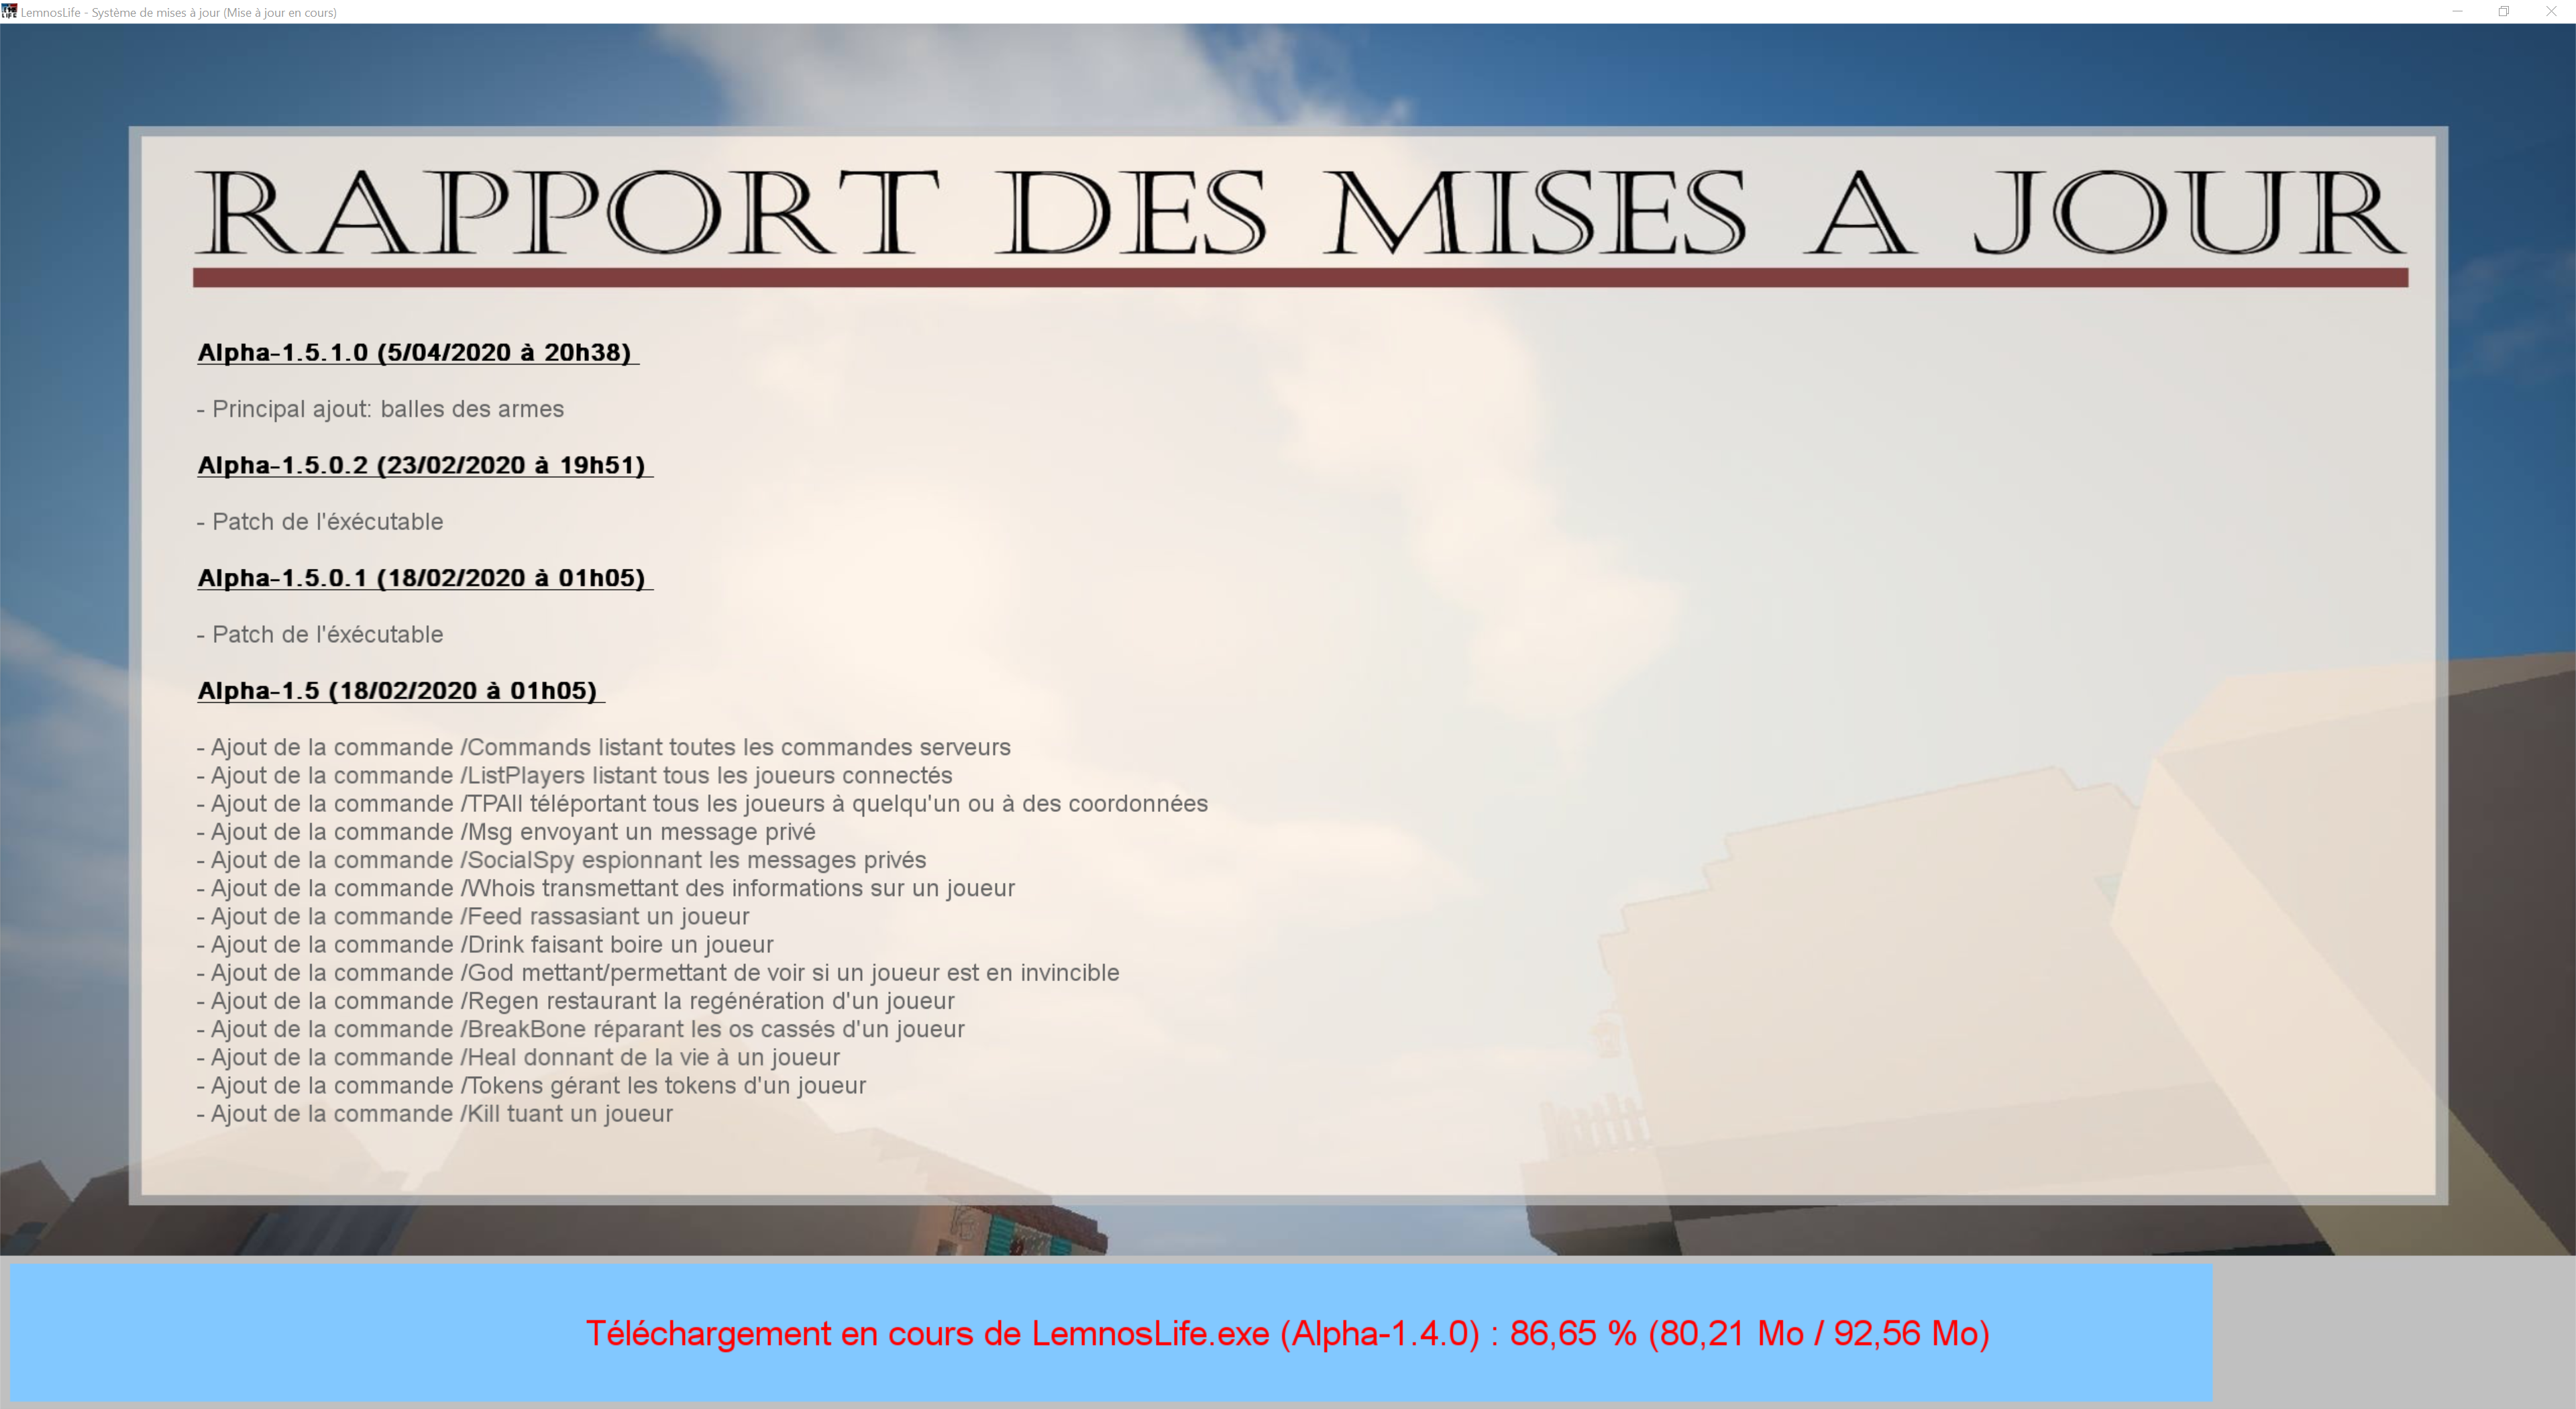 LemnosLife - Système de mises à jour (Mise à jour en cours)
RAPPORT DES MISES A JOUR
Alpha-1.5.1.0 (5/04/2020 à 20h38)
- Principal ajout: balles des armes
Alpha-1.5.0.2 (23/02/2020 à 19h51)
- Patch de l'éxécutable
Alpha-1.5.0.1 (18/02/2020 à 01h05)
- Patch de l'éxécutable
Alpha-1.5 (18/02/2020 à 01h05)
- Ajout de la commande /Commands listant toutes les commandes serveurs
- Ajout de la commande /ListPlayers listant tous les joueurs connectés
- Ajout de la commande /TPAll téléportant tous les joueurs à quelqu'un ou à des coordonnées
- Ajout de la commande /Msg envoyant un message privé
- Ajout de la commande /SocialSpy espionnant les messages privés
- Ajout de la commande /Whois transmettant des informations sur un joueur
- Ajout de la commande /Feed rassasiant un joueur
- Ajout de la commande /Drink faisant boire un joueur
- Ajout de la commande /God mettant/permettant de voir si un joueur est en invincible
- Ajout de la commande /Regen restaurant la regénération d'un joueur
- Ajout de la commande /BreakBone réparant les os cassés d'un joueur
- Ajout de la commande /Heal donnant de la vie à un joueur
- Ajout de la commande /Tokens gérant les tokens d'un joueur
- Ajout de la commande /Kill tuant un joueur
Téléchargement en cours de LemnosLife.exe (Alpha-1.4.0) : 86,65 % (80,21 Mo / 92,56 Mo)